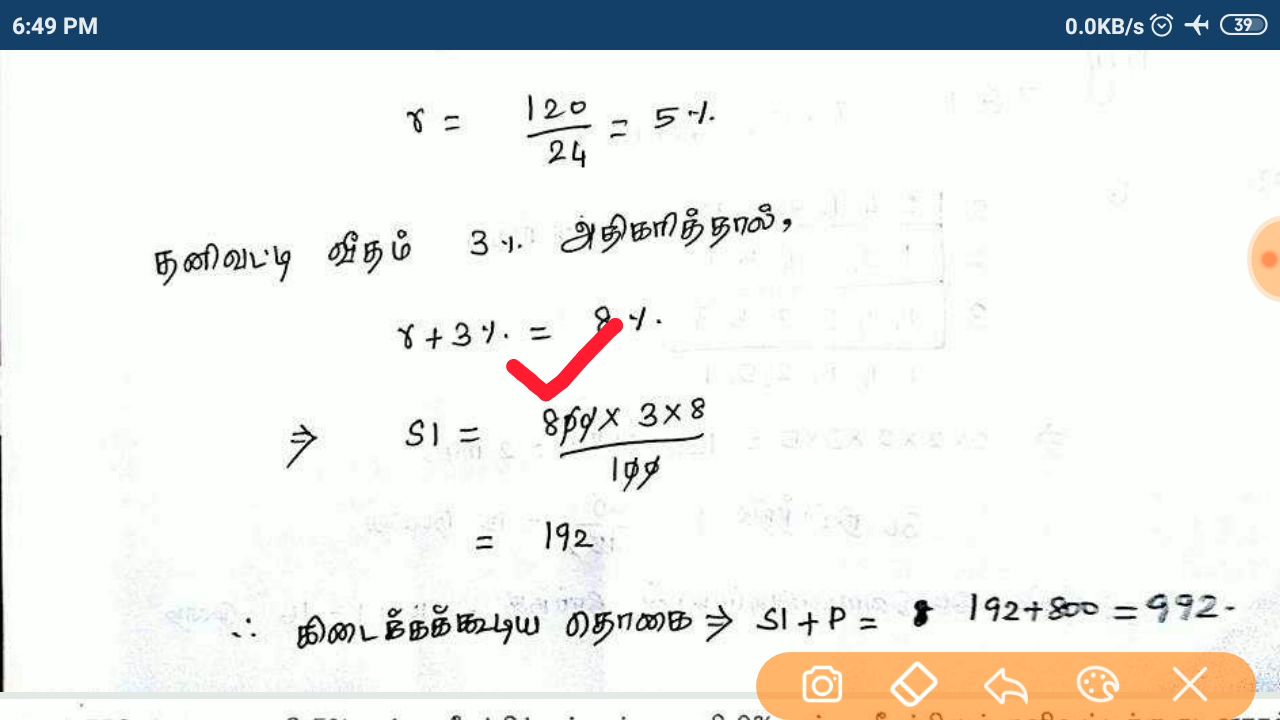 6:49 PM 0.0KB/s 39
r = 120/24 = 5%
தனிவட்டி வீதம் 3% அதிகரித்தால்,
r + 3% = 8%
⇒ SI = 800 x 3 x 8 / 100
= 192
∴ கிடைக்கக்கூடிய தொகை ⇒ SI + P = 192 + 800 = 992.